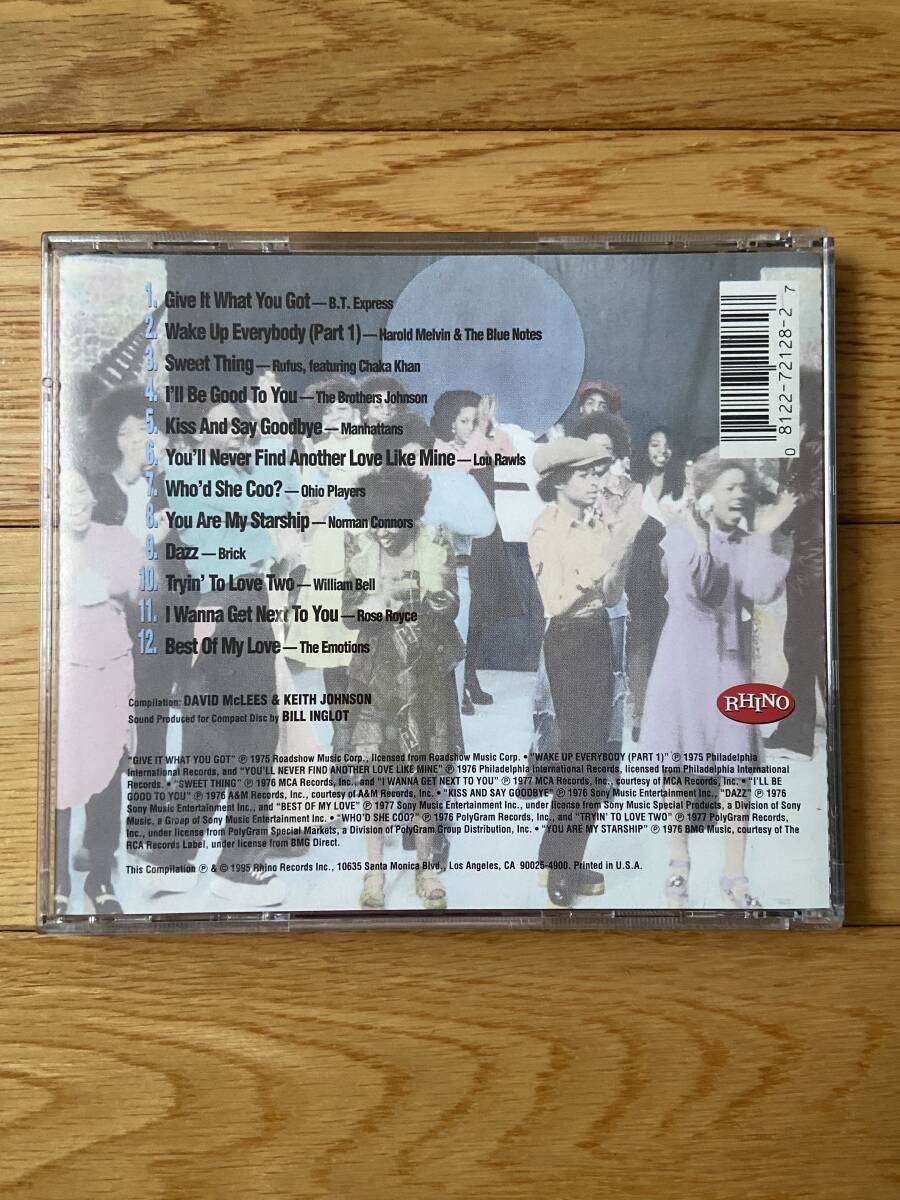 1. Give It What You Got — B.T. Express
2. Wake Up Everybody (Part 1) — Harold Melvin & The Blue Notes
3. Sweet Thing — Rufus, featuring Chaka Khan
4. I'll Be Good To You — The Brothers Johnson
5. Kiss And Say Goodbye — Manhattans
6. You'll Never Find Another Love Like Mine — Lou Rawls
7. Who'd She Coo? — Ohio Players
8. You Are My Starship — Norman Connors
9. Dazz — Brick
10. Tryin' To Love Two — William Bell
11. I Wanna Get Next To You — Rose Royce
12. Best Of My Love — The Emotions
0 8122-72128-2 7
Compilation: DAVID McLEES & KEITH JOHNSON
Sound Produced for Compact Disc by BILL INGLOT
RHINO
"GIVE IT WHAT YOU GOT" ℗ 1975 Roadshow Music Corp., licensed from Roadshow Music Corp. • "WAKE UP EVERYBODY (PART 1)" ℗ 1975 Philadelphia
International Records, and "YOU'LL NEVER FIND ANOTHER LOVE LIKE MINE" ℗ 1976 Philadelphia International Records, licensed from Philadelphia International
Records. • "SWEET THING" ℗ 1976 MCA Records, Inc., and "I WANNA GET NEXT TO YOU" ℗ 1977 MCA Records, Inc., courtesy of MCA Records, Inc. • "I'LL BE
GOOD TO YOU" ℗ 1976 A&M Records, Inc., courtesy of A&M Records, Inc. • "KISS AND SAY GOODBYE" ℗ 1976 Sony Music Entertainment Inc., "DAZZ" ℗ 1976
Sony Music Entertainment Inc., and "BEST OF MY LOVE" ℗ 1977 Sony Music Entertainment Inc., under license from Sony Music Special Products, a Division of Sony
Music, a Group of Sony Music Entertainment Inc. • "WHO'D SHE COO?" ℗ 1976 PolyGram Records, Inc., and "TRYIN' TO LOVE TWO" ℗ 1977 PolyGram Records,
Inc., under license from PolyGram Special Markets, a Division of PolyGram Group Distribution, Inc. • "YOU ARE MY STARSHIP" ℗ 1976 BMG Music, courtesy of The
RCA Records Label, under license from BMG Direct.
This Compilation ℗ & © 1995 Rhino Records Inc., 10635 Santa Monica Blvd., Los Angeles, CA 90026-4900. Printed in U.S.A.